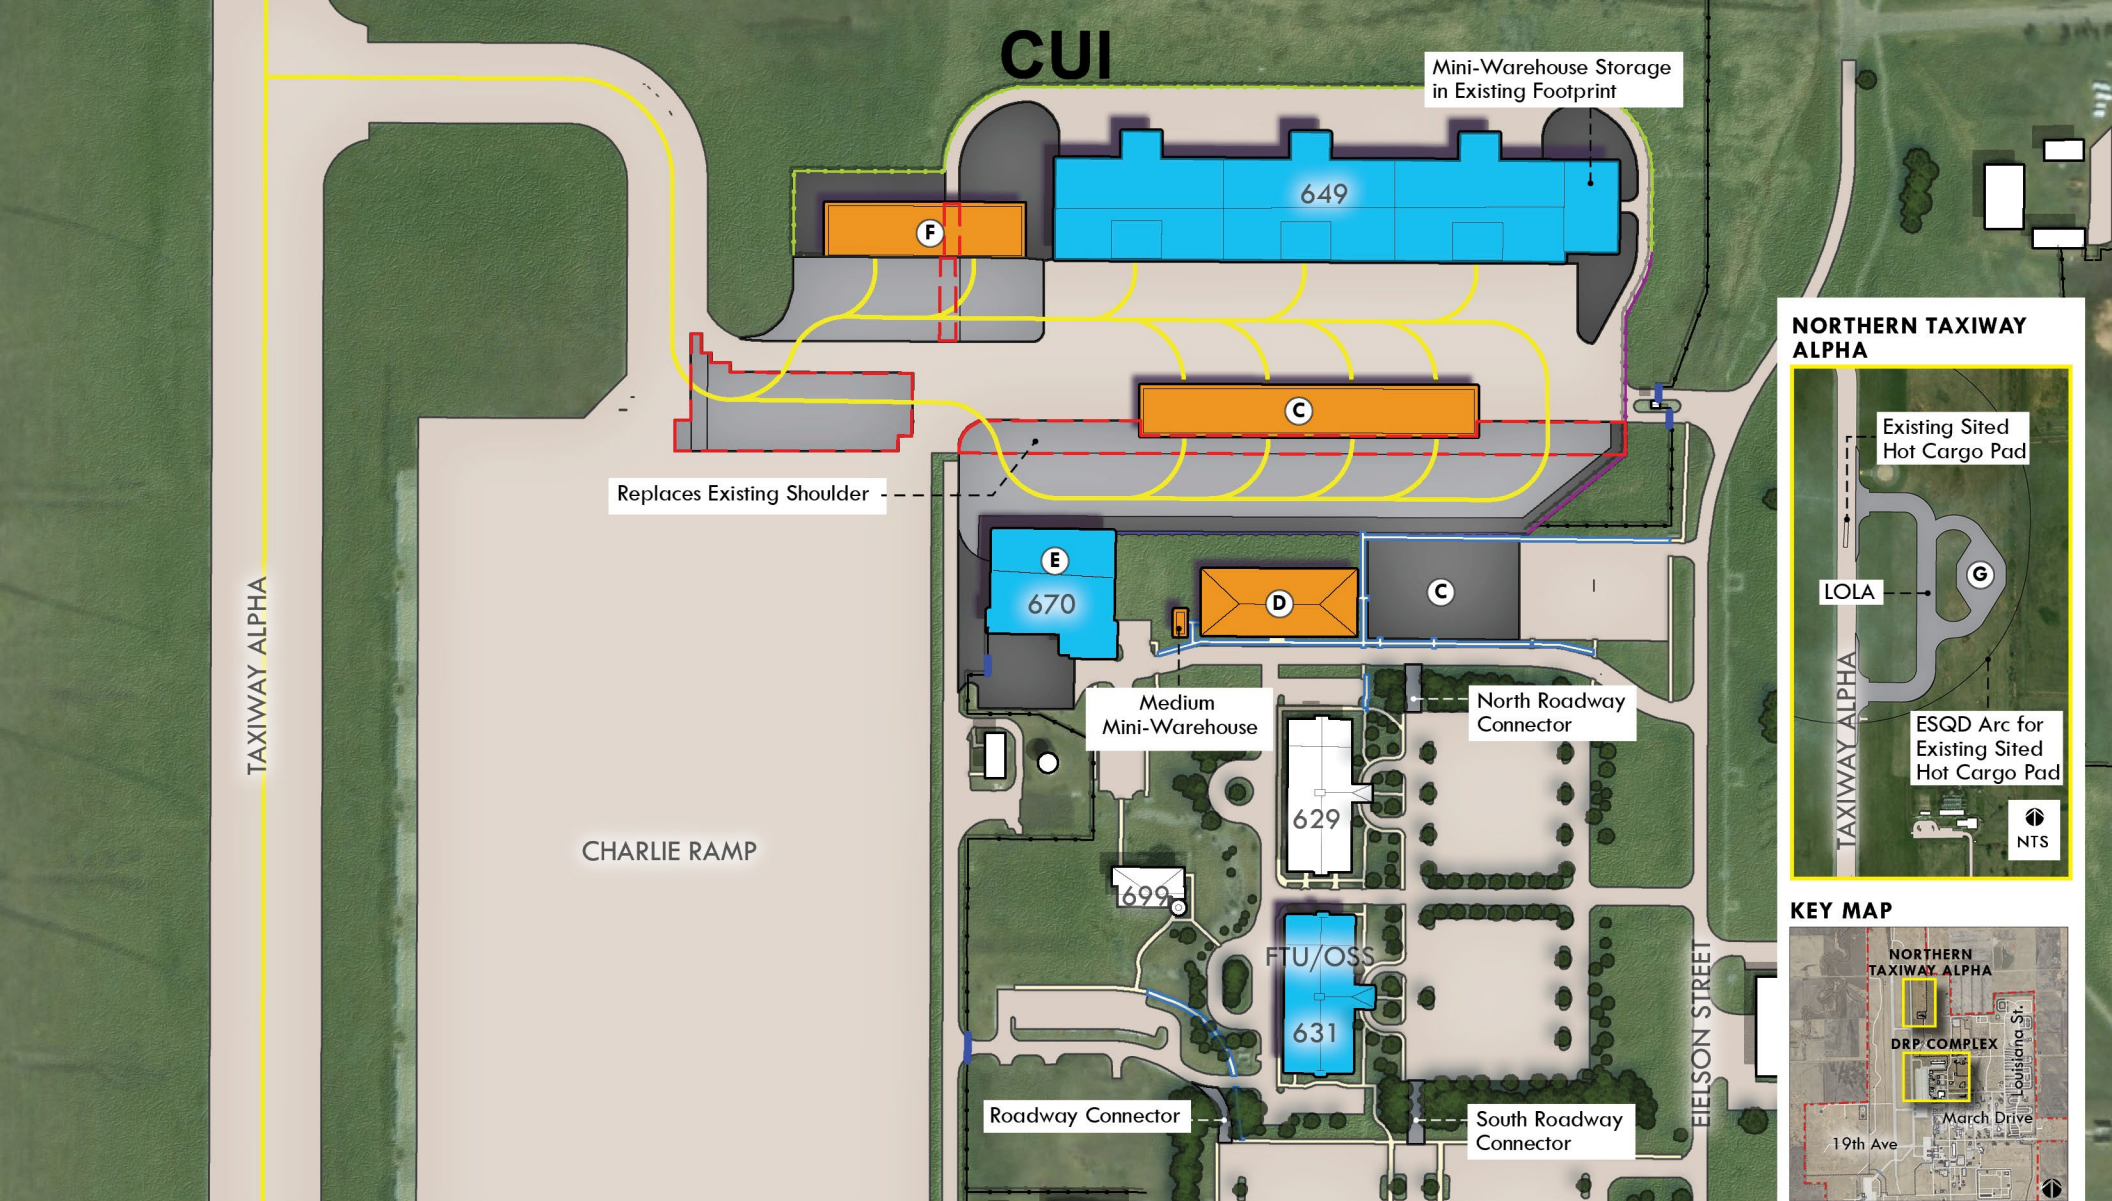 CUI
Mini-Warehouse Storage
in Existing Footprint
649
F
C
Replaces Existing Shoulder
E
670
D
C
Medium
Mini-Warehouse
North Roadway
Connector
TAXIWAY ALPHA
CHARLIE RAMP
629
699
FTU/OSS
631
EIELSON STREET
Roadway Connector
South Roadway
Connector
NORTHERN TAXIWAY
ALPHA
Existing Sited
Hot Cargo Pad
G
LOLA
TAXIWAY ALPHA
ESQD Arc for
Existing Sited
Hot Cargo Pad
NTS
KEY MAP
NORTHERN
TAXIWAY ALPHA
DRP COMPLEX
Louisiana St.
March Drive
19th Ave